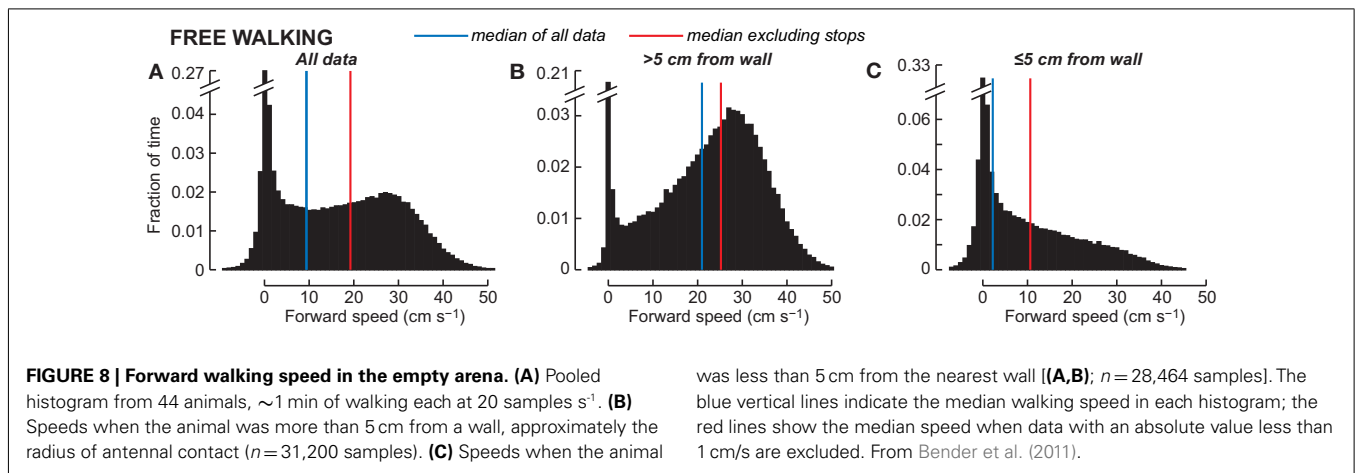 FREE WALKING
median of all data
median excluding stops
A
All data
0.27
0.04
0.03
0.02
0.01
0
Fraction of time
0 10 20 30 40 50
Forward speed (cm s⁻¹)
B
>5 cm from wall
0.21
0.03
0.02
0.01
0
0 10 20 30 40 50
Forward speed (cm s⁻¹)
C
≤5 cm from wall
0.33
0.06
0.04
0.02
0
0 10 20 30 40 50
Forward speed (cm s⁻¹)
FIGURE 8 | Forward walking speed in the empty arena. (A) Pooled
histogram from 44 animals, ~1 min of walking each at 20 samples s⁻¹. (B)
Speeds when the animal was more than 5 cm from a wall, approximately the
radius of antennal contact (n = 31,200 samples). (C) Speeds when the animal
was less than 5 cm from the nearest wall [(A,B); n = 28,464 samples]. The
blue vertical lines indicate the median walking speed in each histogram; the
red lines show the median speed when data with an absolute value less than
1 cm/s are excluded. From Bender et al. (2011).